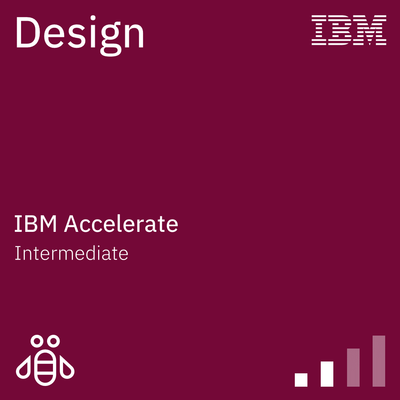 Design
IBM
IBM Accelerate
Intermediate